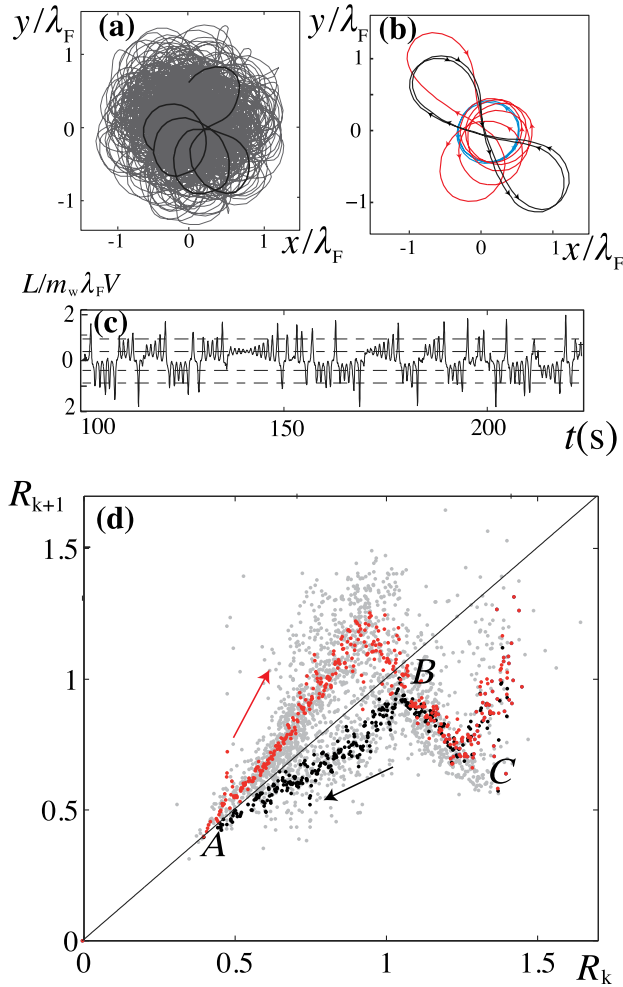 y/λF (a)
1
0
-1
-1 0 1 x/λF
y/λF (b)
1
0
-1
-1 0 1 x/λF
L/mwλFV
(c)
2
0
2
100 150 200 t(s)
Rk+1 (d)
1.5
1
0.5
0
A
B
C
0.5 1 1.5 Rk